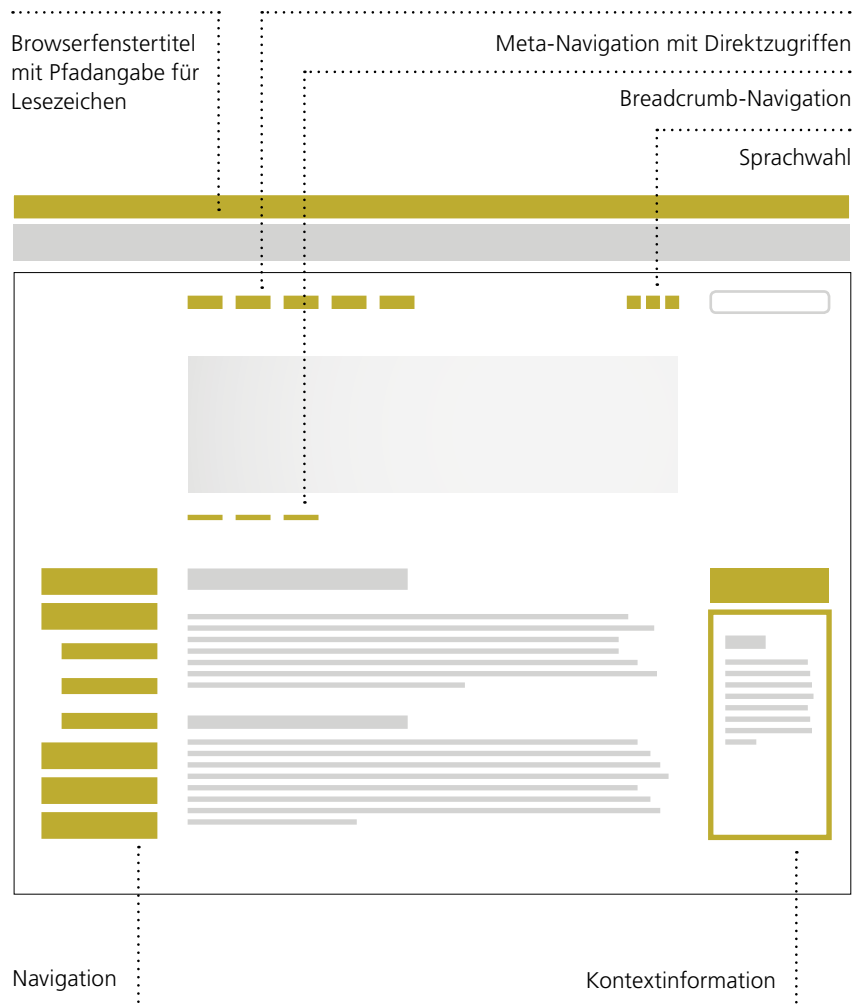 Browserfenstertitel
mit Pfadangabe für
Lesezeichen
Meta-Navigation mit Direktzugriffen
Breadcrumb-Navigation
Sprachwahl
Navigation
Kontextinformation